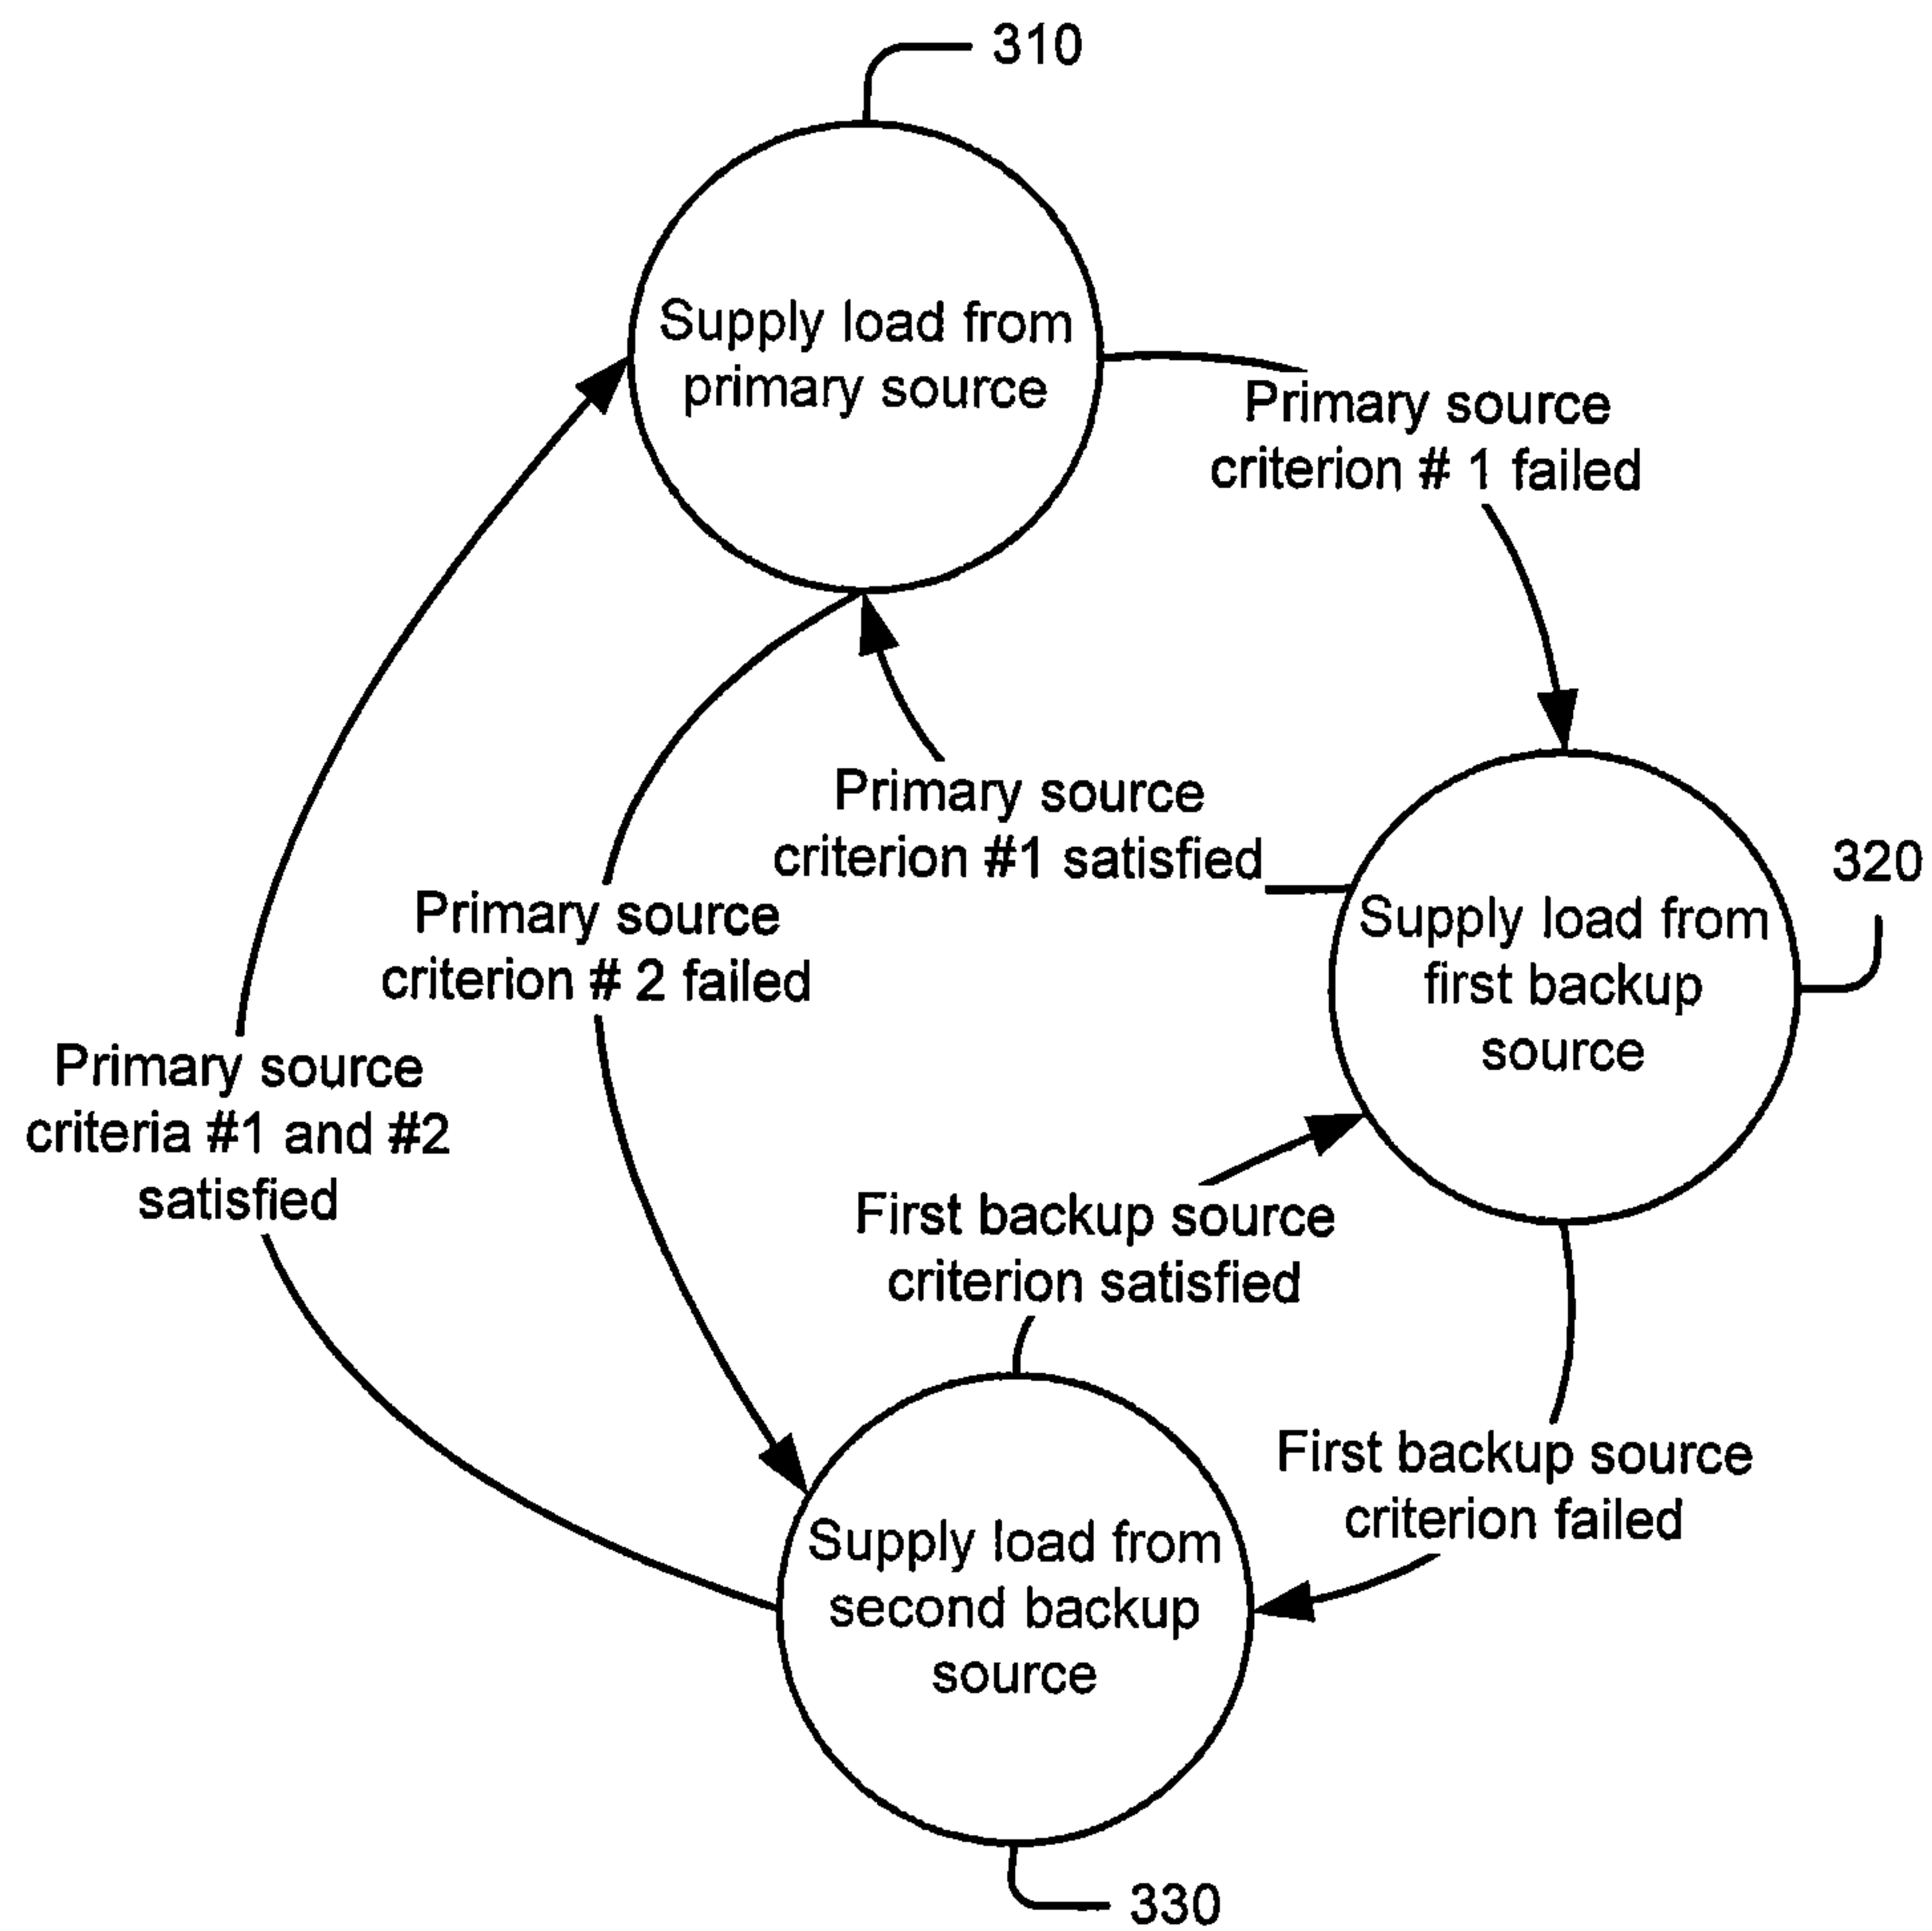 310
Supply load from
primary source
Primary source
criterion # 1 failed
Primary source
criterion #1 satisfied
320
Supply load from
first backup
source
Primary source
criterion # 2 failed
Primary source
criteria #1 and #2
satisfied
First backup source
criterion satisfied
First backup source
criterion failed
Supply load from
second backup
source
330